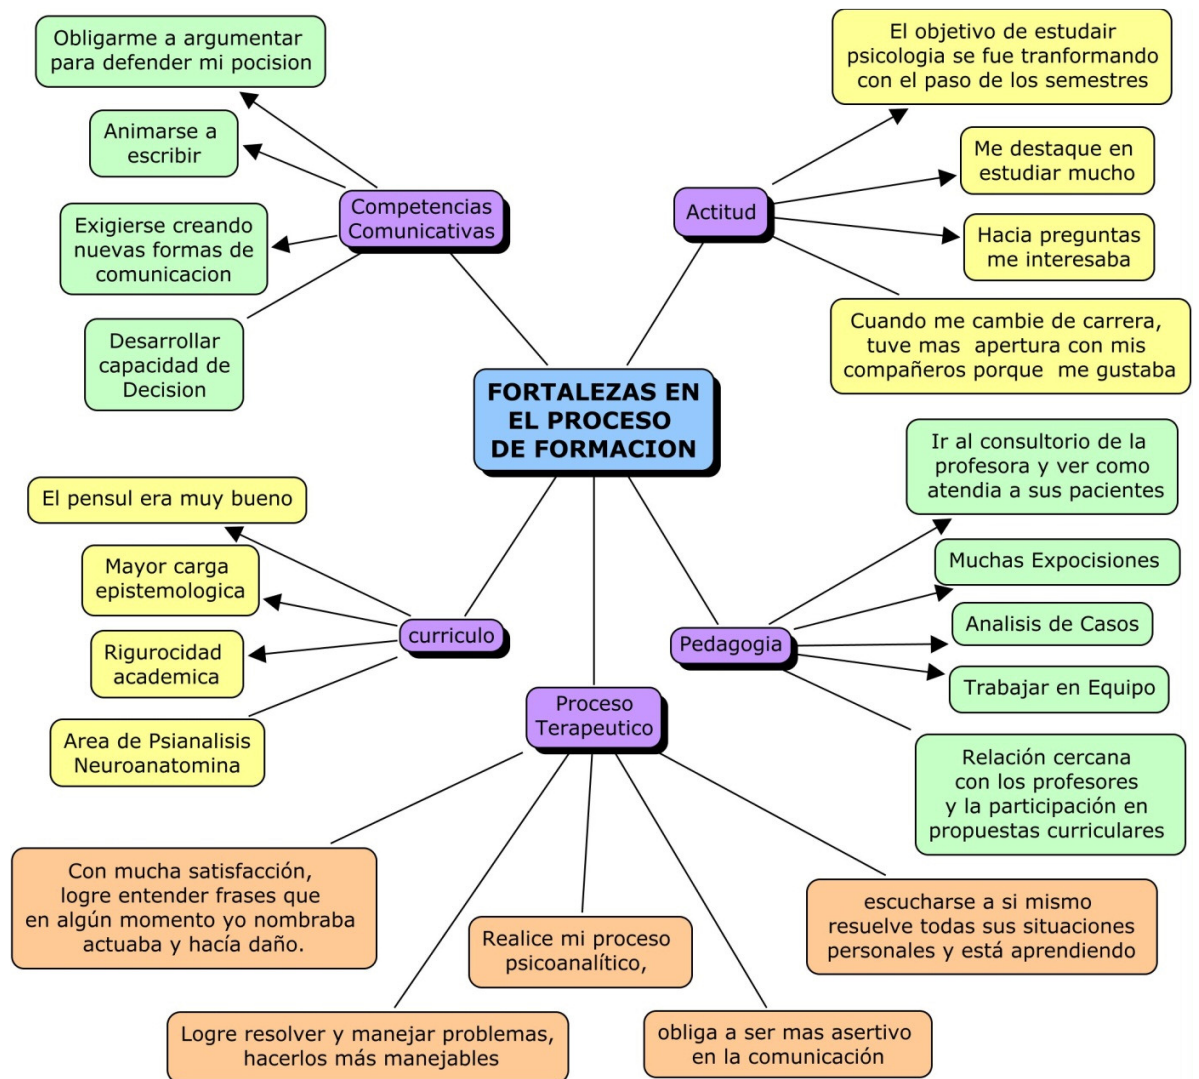 Obligarme a argumentar
para defender mi pocision
Animarse a
escribir
Exigierse creando
nuevas formas de
comunicacion
Desarrollar
capacidad de
Decision
Competencias
Comunicativas
El objetivo de estudair
psicologia se fue tranformando
con el paso de los semestres
Me destaque en
estudiar mucho
Hacia preguntas
me interesaba
Cuando me cambie de carrera,
tuve mas apertura con mis
compañeros porque me gustaba
Actitud
FORTALEZAS EN
EL PROCESO
DE FORMACION
El pensul era muy bueno
Mayor carga
epistemologica
Rigurocidad
academica
Area de Psianalisis
Neuroanatomina
curriculo
Ir al consultorio de la
profesora y ver como
atendia a sus pacientes
Muchas Expocisiones
Analisis de Casos
Trabajar en Equipo
Relación cercana
con los profesores
y la participación en
propuestas curriculares
Pedagogia
Proceso
Terapeutico
Con mucha satisfacción,
logre entender frases que
en algún momento yo nombraba
actuaba y hacía daño.
Realice mi proceso
psicoanalítico,
escucharse a si mismo
resuelve todas sus situaciones
personales y está aprendiendo
Logre resolver y manejar problemas,
hacerlos más manejables
obliga a ser mas asertivo
en la comunicación